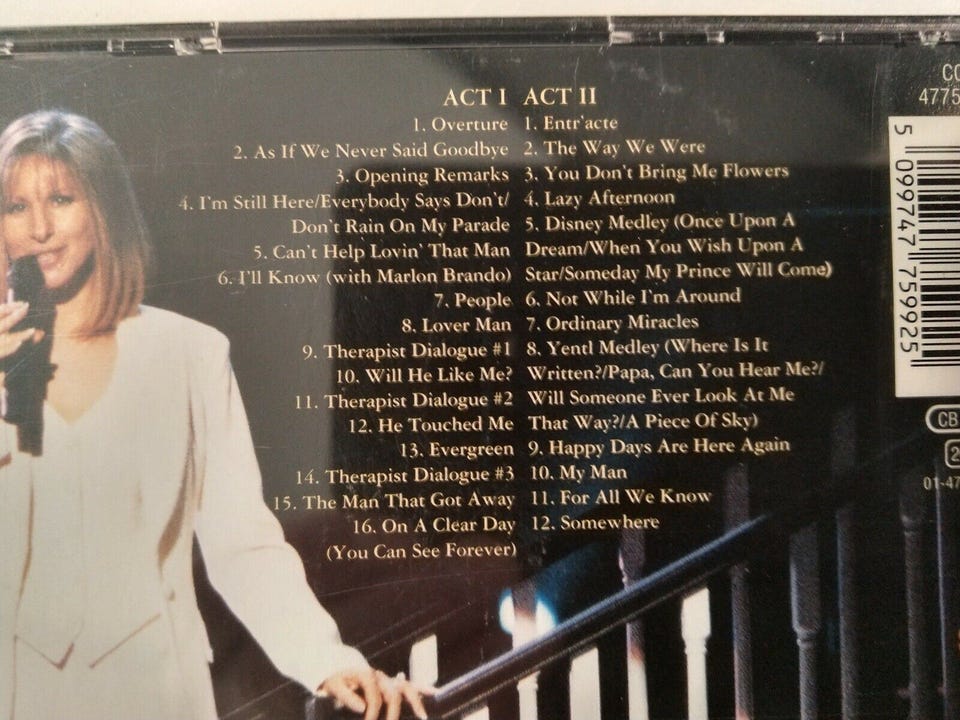 ACT I
1. Overture
2. As If We Never Said Goodbye
3. Opening Remarks
4. I'm Still Here/Everybody Says Don't/
Don't Rain On My Parade
5. Can't Help Lovin' That Man
6. I'll Know (with Marlon Brando)
7. People
8. Lover Man
9. Therapist Dialogue #1
10. Will He Like Me?
11. Therapist Dialogue #2
12. He Touched Me
13. Evergreen
14. Therapist Dialogue #3
15. The Man That Got Away
16. On A Clear Day
(You Can See Forever)
ACT II
1. Entr'acte
2. The Way We Were
3. You Don't Bring Me Flowers
4. Lazy Afternoon
5. Disney Medley (Once Upon A
Dream/When You Wish Upon A
Star/Someday My Prince Will Come)
6. Not While I'm Around
7. Ordinary Miracles
8. Yentl Medley (Where Is It
Written?/Papa, Can You Hear Me?/
Will Someone Ever Look At Me
That Way?/A Piece Of Sky)
9. Happy Days Are Here Again
10. My Man
11. For All We Know
12. Somewhere
CO
4775
5 099747 759925
CB
2
01-47